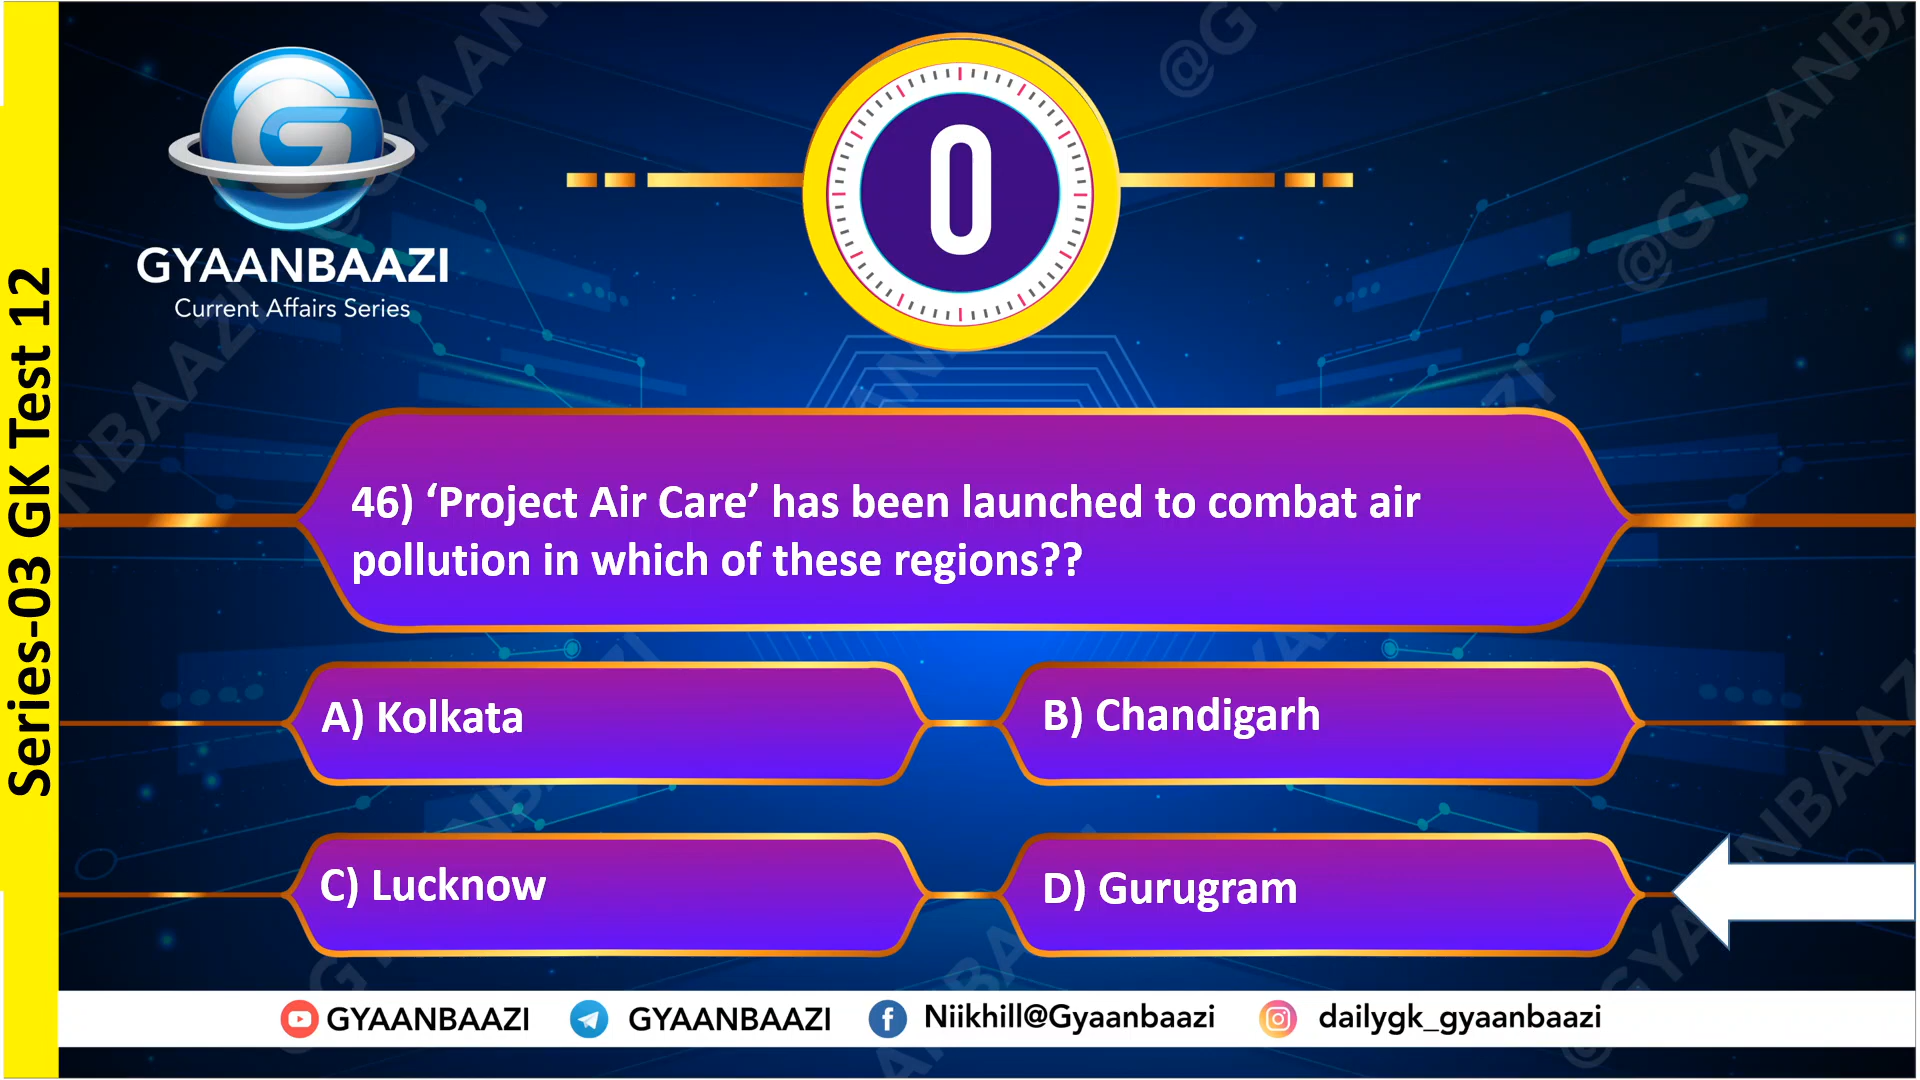 Series-03 GK Test 12
GYAANBAAZI
Current Affairs Series
0
46) ‘Project Air Care’ has been launched to combat air
pollution in which of these regions??
A) Kolkata
B) Chandigarh
C) Lucknow
D) Gurugram
GYAANBAAZI
GYAANBAAZI
Niikhill@Gyaanbaazi
dailygk_gyaanbaazi
@GYAANBAAZI